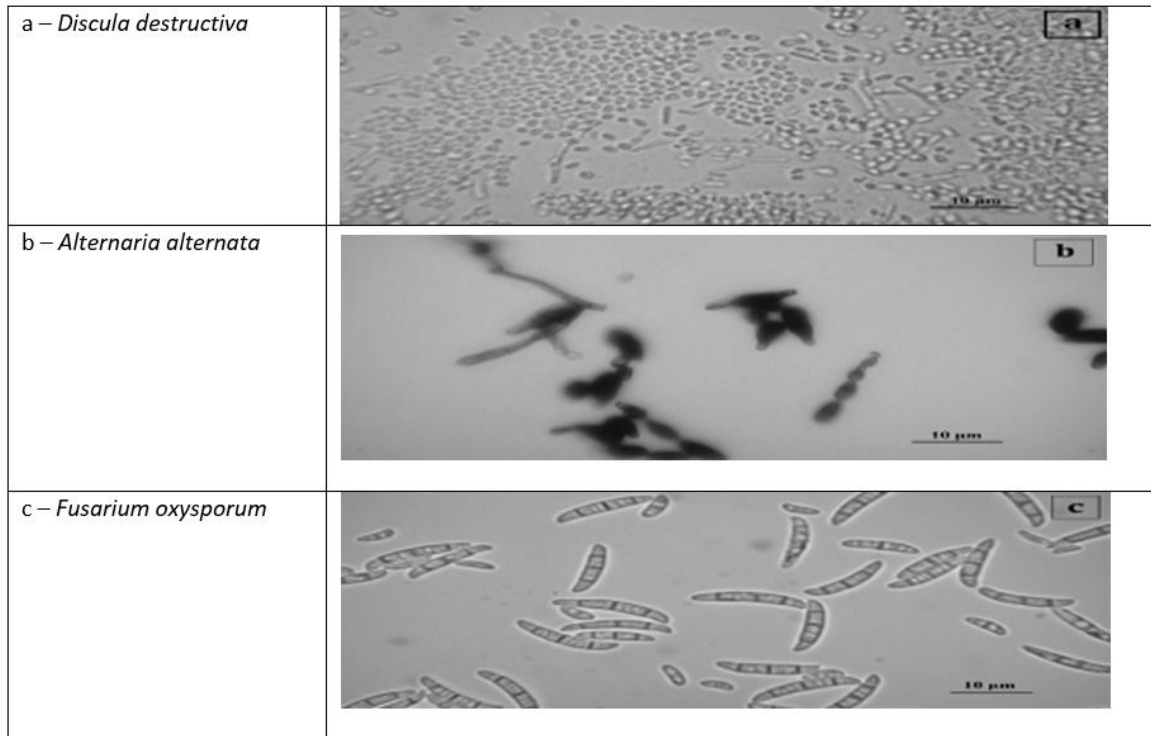 a – Discula destructiva
a
10 µm
b – Alternaria alternata
b
10 µm
c – Fusarium oxysporum
c
10 µm